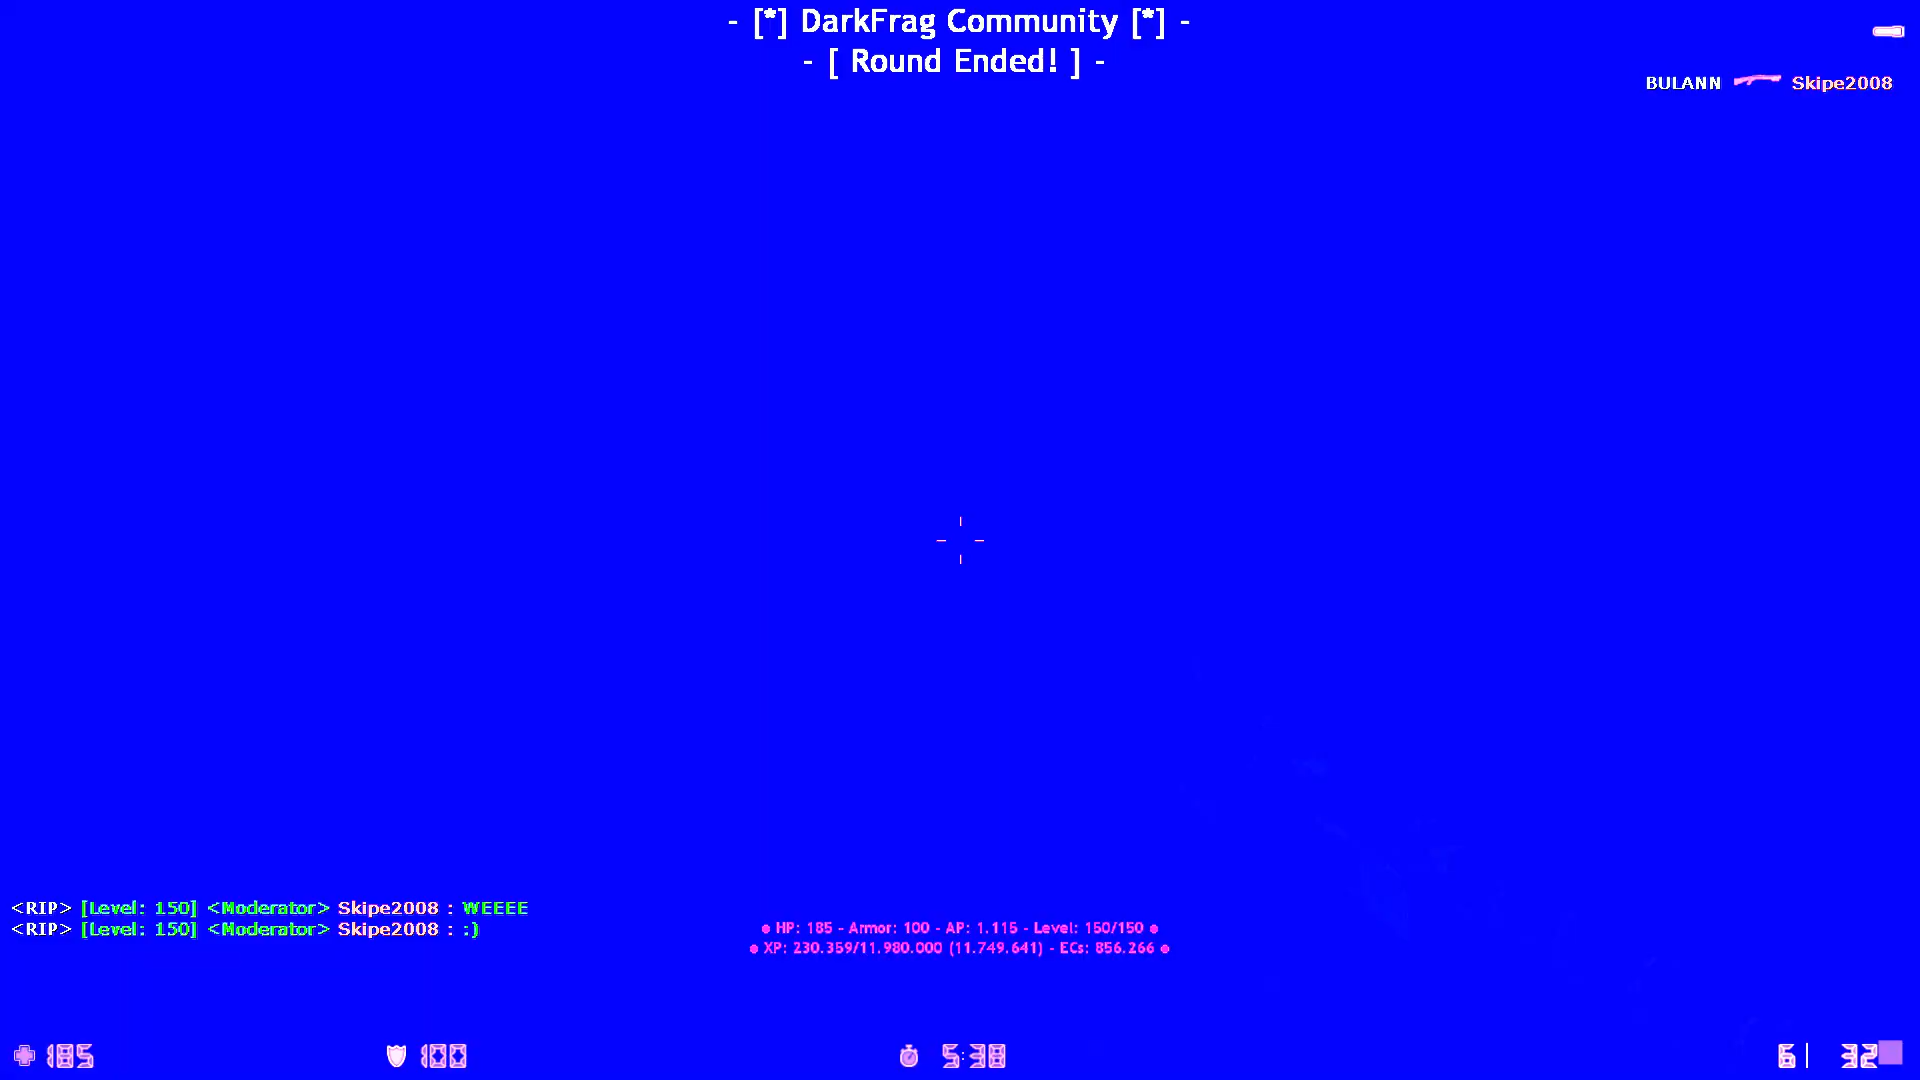 - [*] DarkFrag Community [*] -
- [ Round Ended! ] -
BULANN Skipe2008
<RIP> [Level: 150] <Moderator> Skipe2008 : WEEEE
<RIP> [Level: 150] <Moderator> Skipe2008 : :)
● HP: 185 - Armor: 100 - AP: 1.115 - Level: 150/150 ●
● XP: 230.359/11.980.000 (11.749.641) - ECs: 856.266 ●
185 100 5:38 6| 32